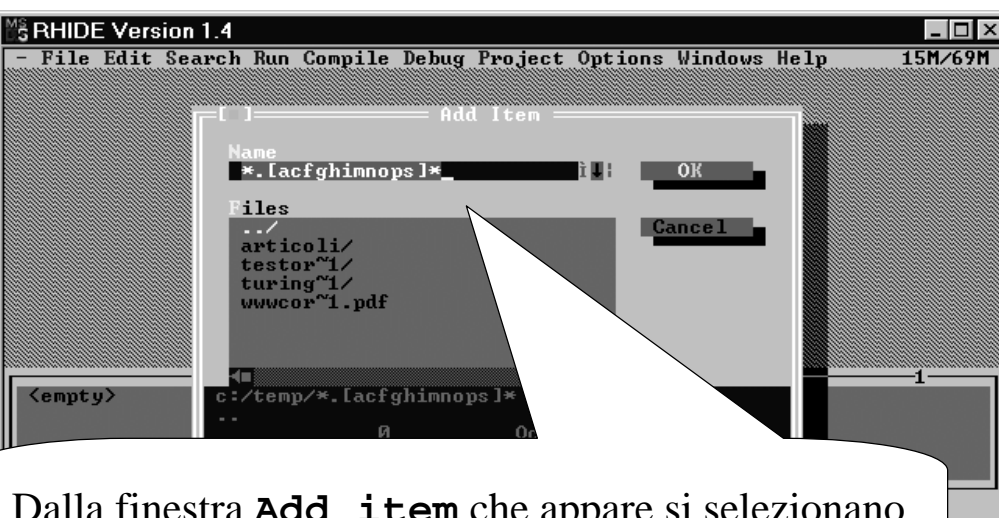 RHIDE Version 1.4
- File Edit Search Run Compile Debug Project Options Windows Help 15M/69M
Add Item
Name
*.[acfghimnops]*_
OK
Files
../
Cancel
articoli/
testor~1/
turing~1/
wwwcor~1.pdf
1
<empty>
c:/temp/*.[acfghimnops]*
..
0
Dalla finestra Add item che appare si selezionano